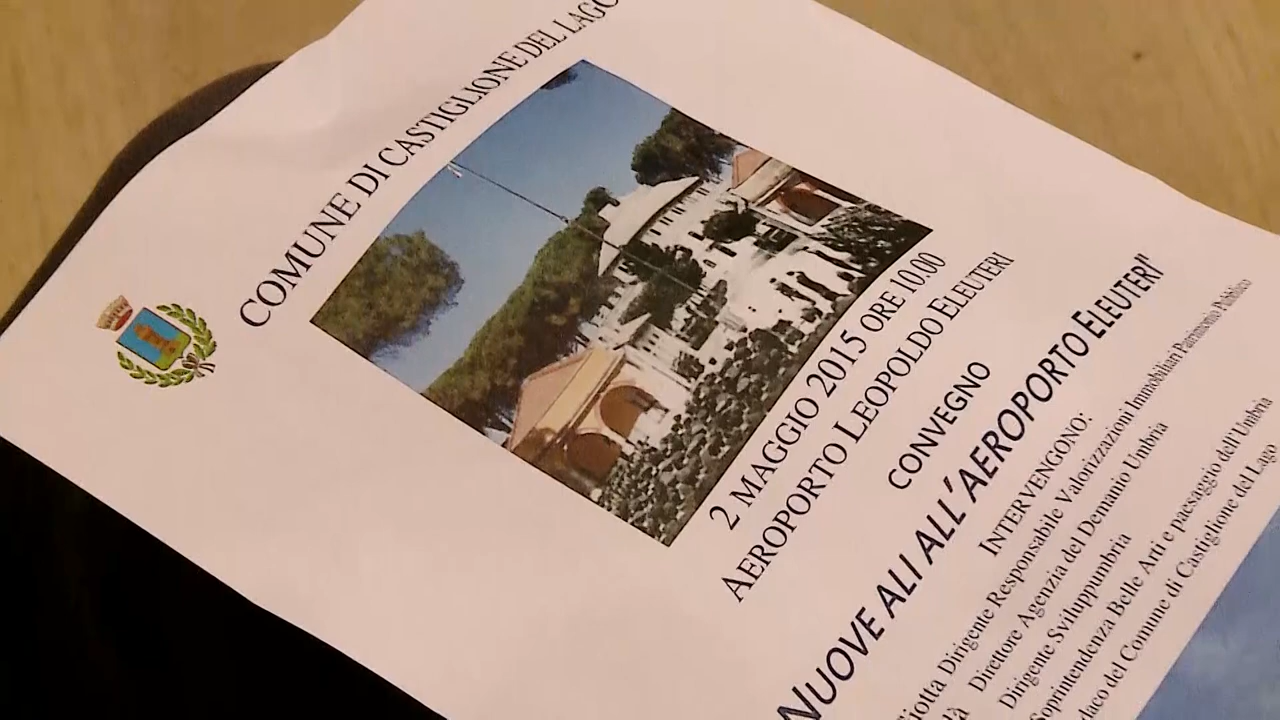 COMUNE DI CASTIGLIONE DEL LAGO
2 MAGGIO 2015 ORE 10.00
AEROPORTO LEOPOLDO ELEUTERI
CONVEGNO
NUOVE ALI ALL'AEROPORTO ELEUTERI"
INTERVENGONO:
Dirigente Responsabile Valorizzazioni Immobiliari Patrimonio Pubblico
Direttore Agenzia del Demanio Umbria
Dirigente Sviluppumbria
Soprintendenza Belle Arti e paesaggio dell'Umbria
daco del Comune di Castiglione del Lago